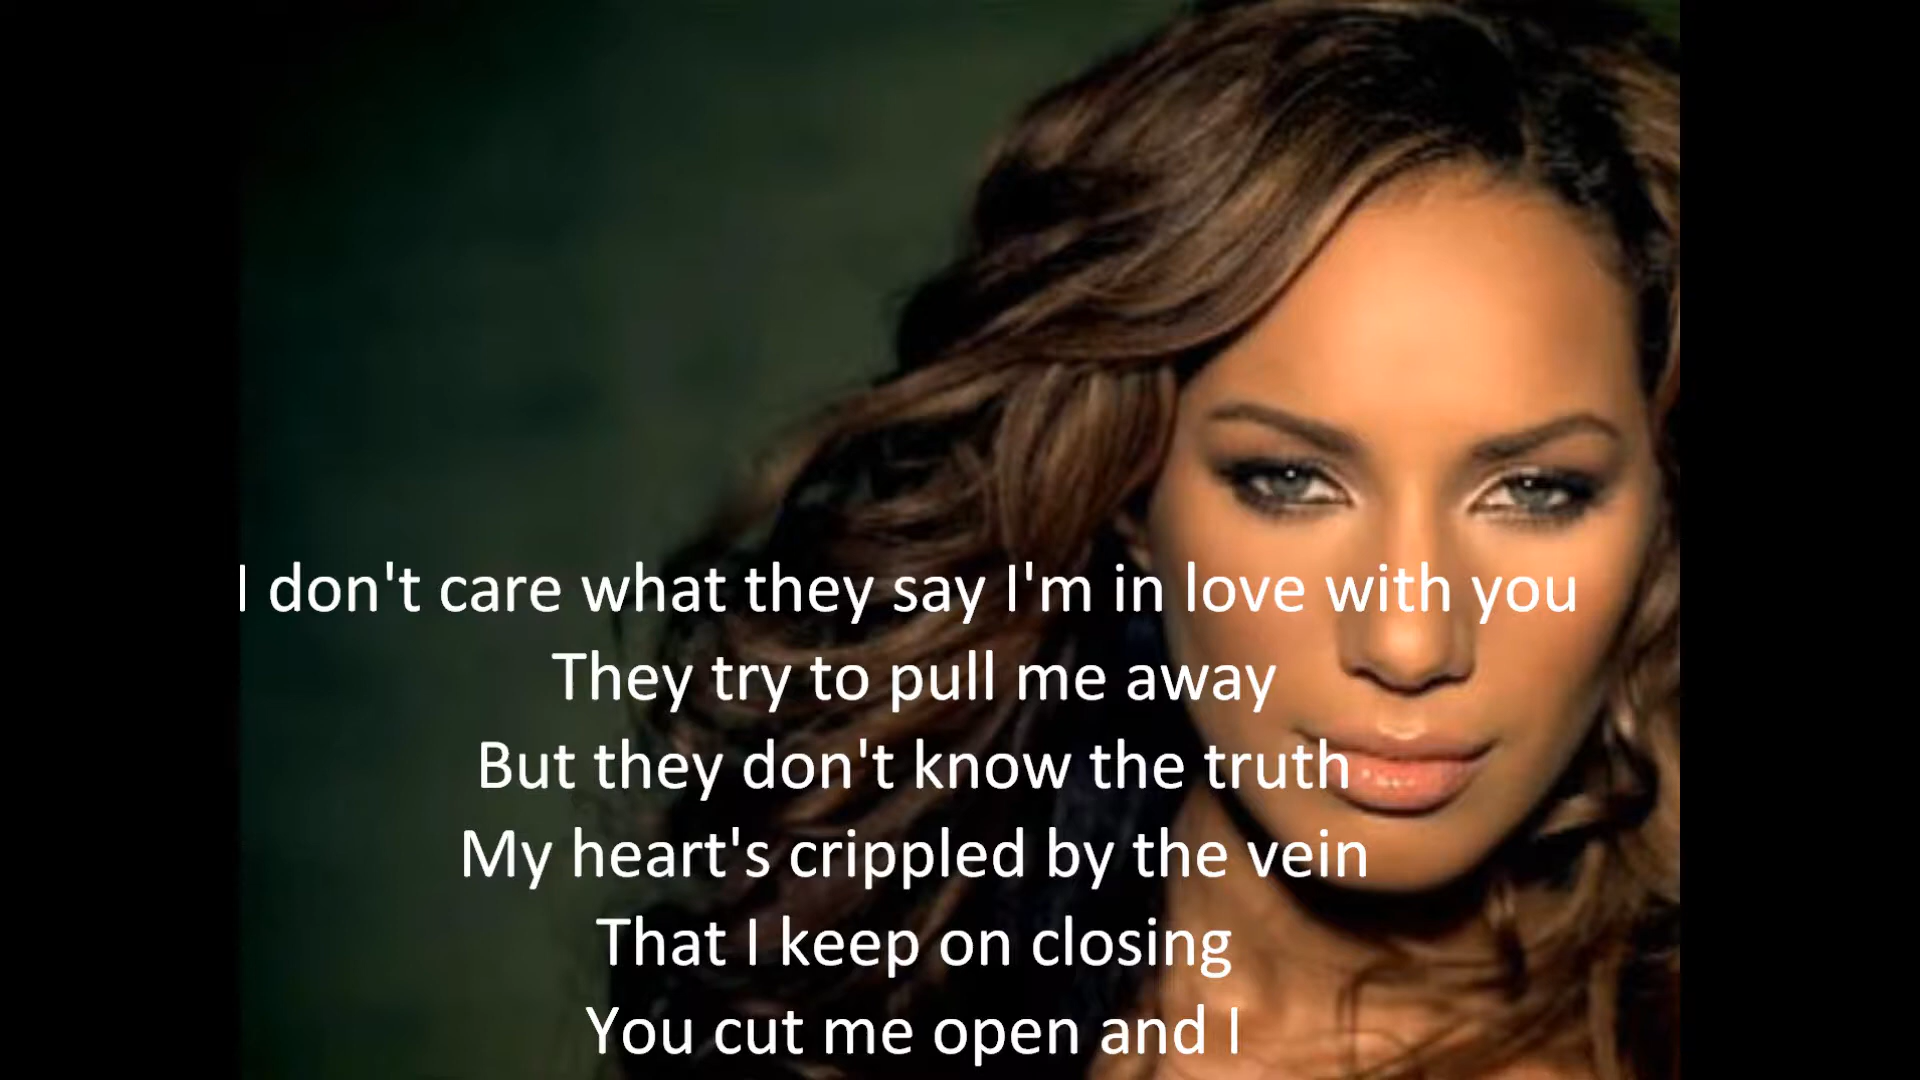 I don't care what they say I'm in love with you
They try to pull me away
But they don't know the truth
My heart's crippled by the vein
That I keep on closing
You cut me open and I